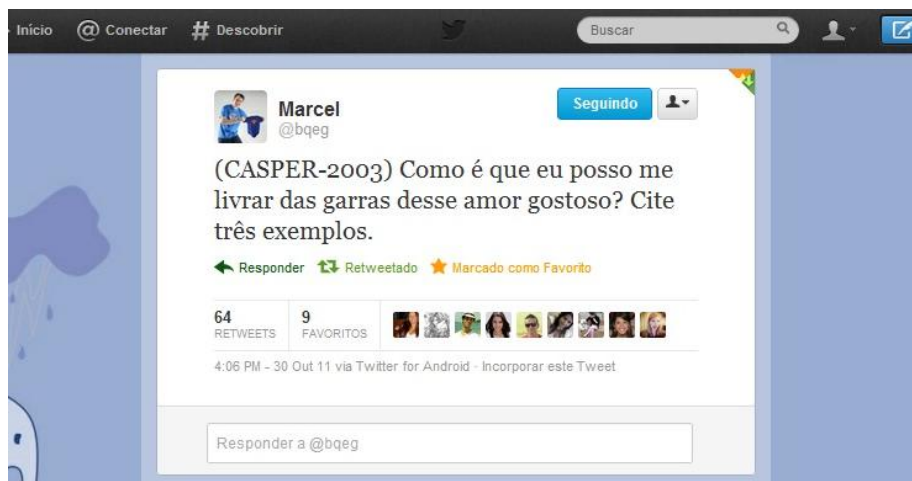 Início @ Conectar # Descobrir Buscar
Marcel Seguindo
@bqeg
(CASPER-2003) Como é que eu posso me
livrar das garras desse amor gostoso? Cite
três exemplos.
Responder Retweetado Marcado como Favorito
64 9
RETWEETS FAVORITOS
4:06 PM - 30 Out 11 via Twitter for Android · Incorporar este Tweet
Responder a @bqeg